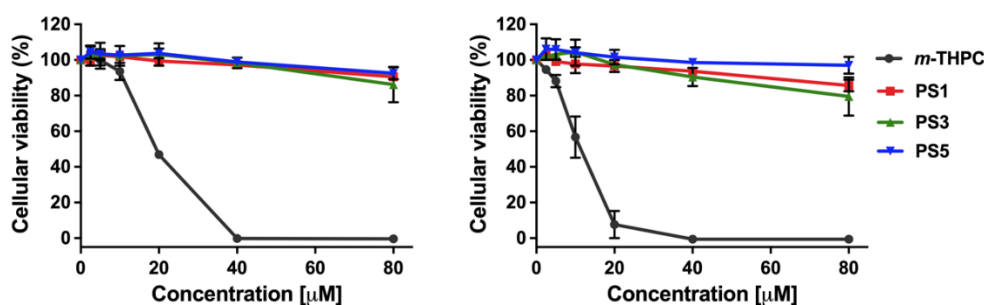 120
100
80
60
40
20
0
Cellular viability (%)
0 20 40 60 80
Concentration [μM]
120
100
80
60
40
20
0
Cellular viability (%)
0 20 40 60 80
Concentration [μM]
m-THPC
PS1
PS3
PS5